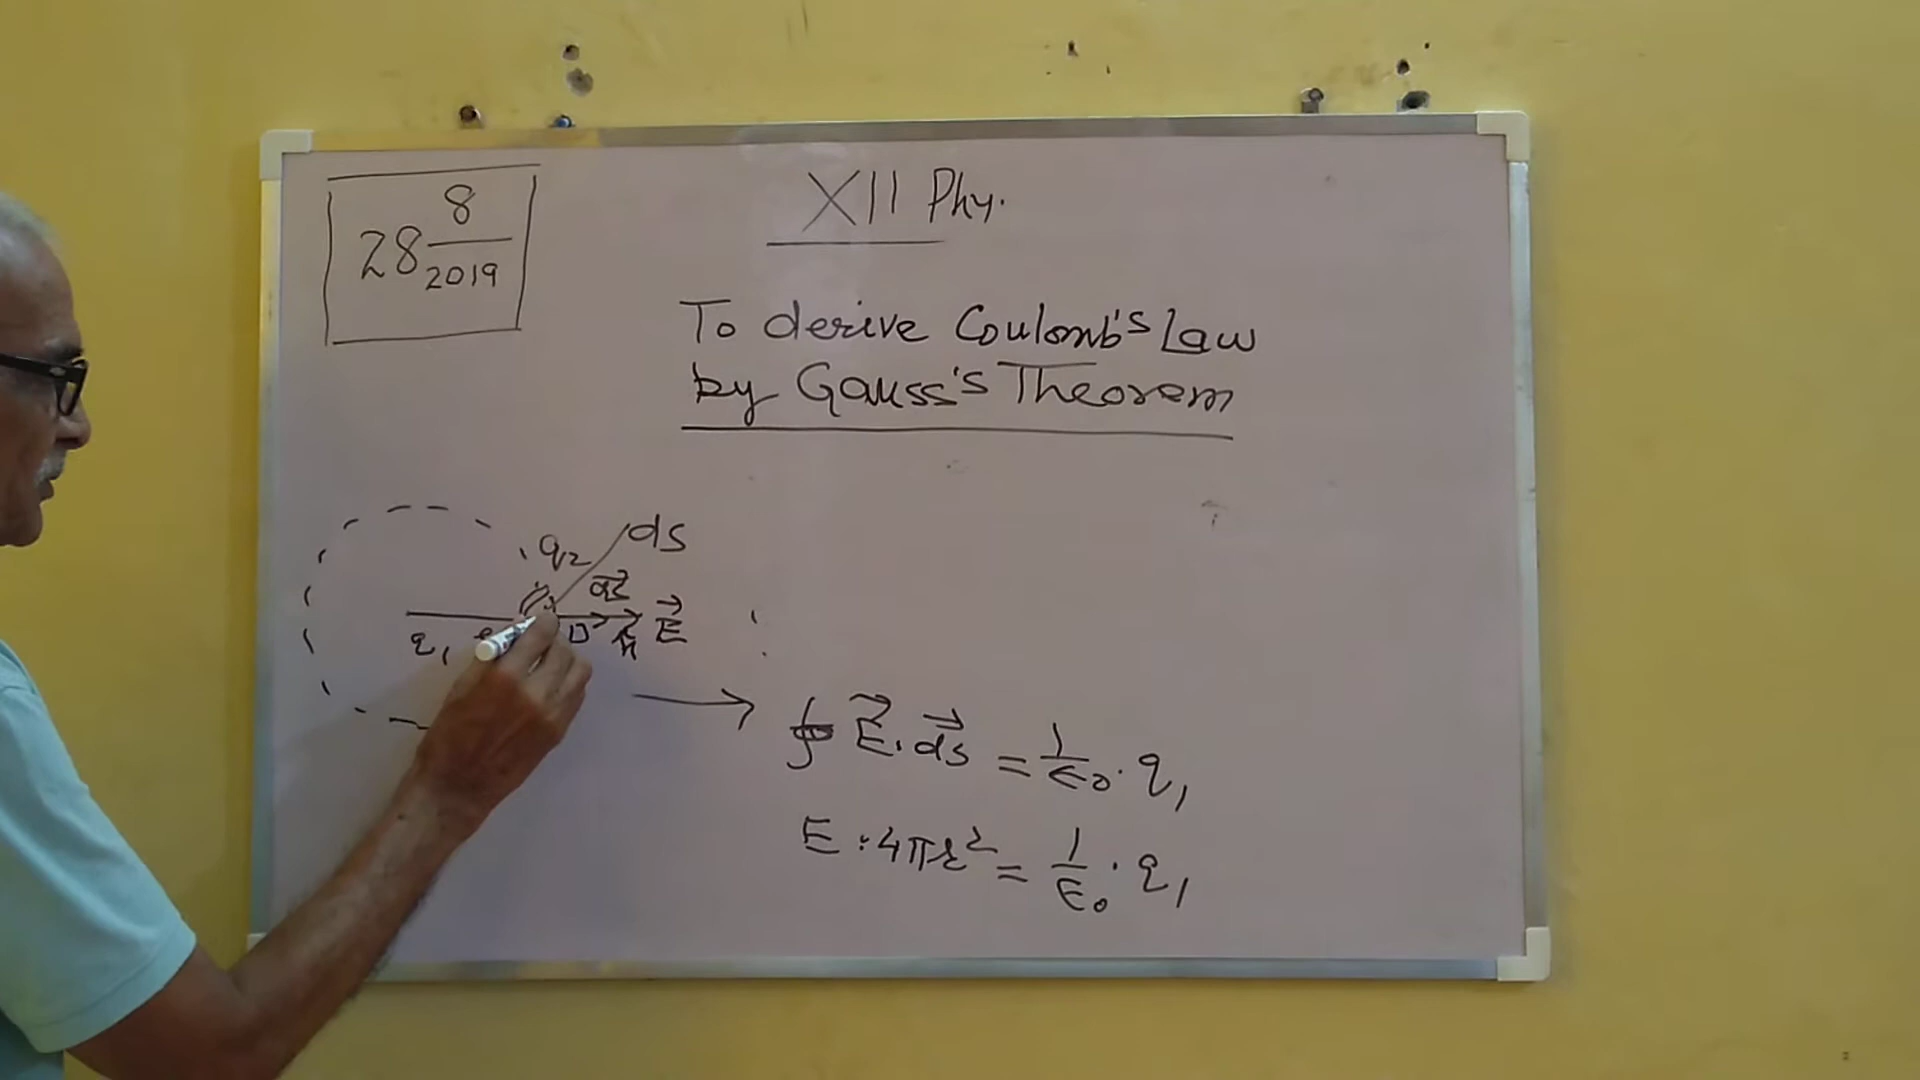 28 8/2019
XII Phy.
To derive Coulomb's Law
by Gauss's Theorem
q₂ ds
ds⃗
q₁ n̂ E⃗
∮ E⃗. ds⃗ = 1/ε₀ . q₁
E . 4πr² = 1/ε₀ . q₁